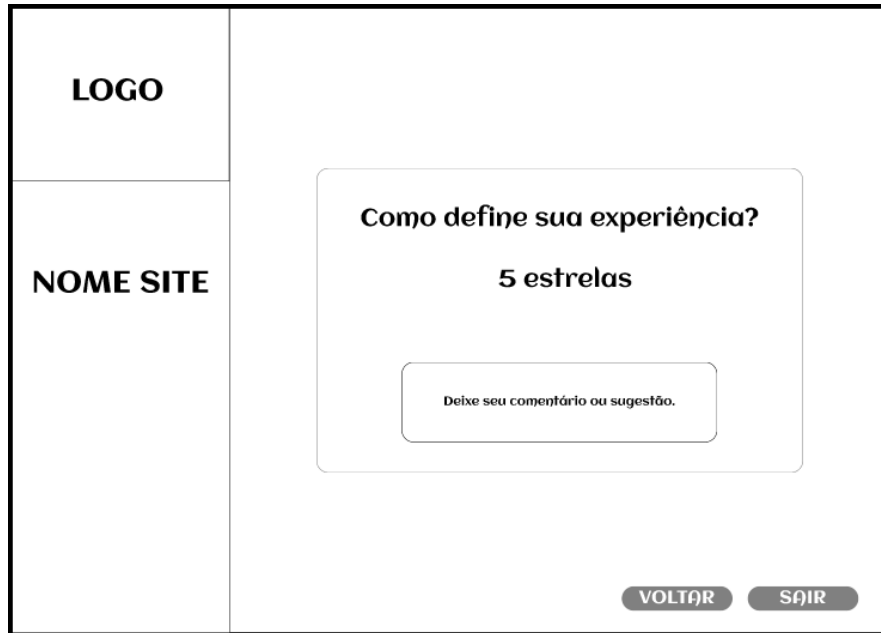 LOGO
NOME SITE
Como define sua experiência?
5 estrelas
Deixe seu comentário ou sugestão.
VOLTAR
SAIR